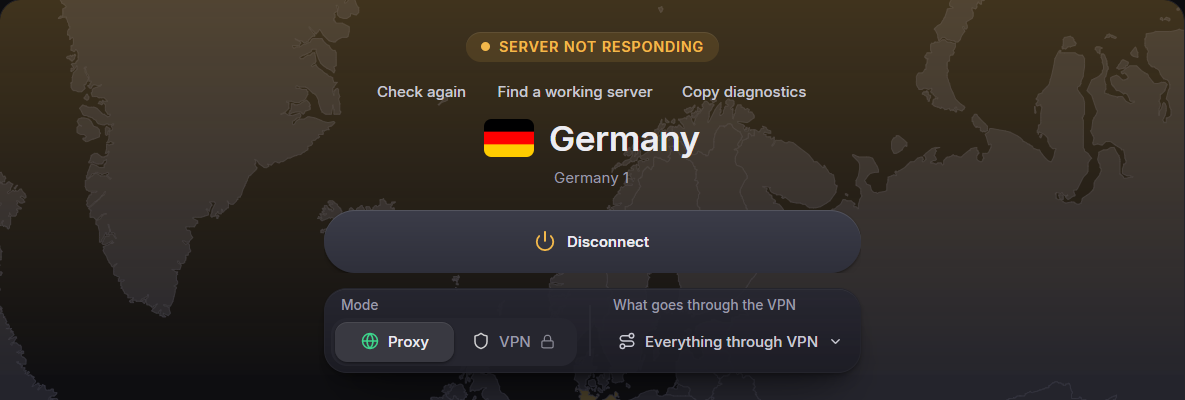 SERVER NOT RESPONDING
Check again Find a working server Copy diagnostics
Germany
Germany 1
Disconnect
Mode What goes through the VPN
Proxy VPN Everything through VPN